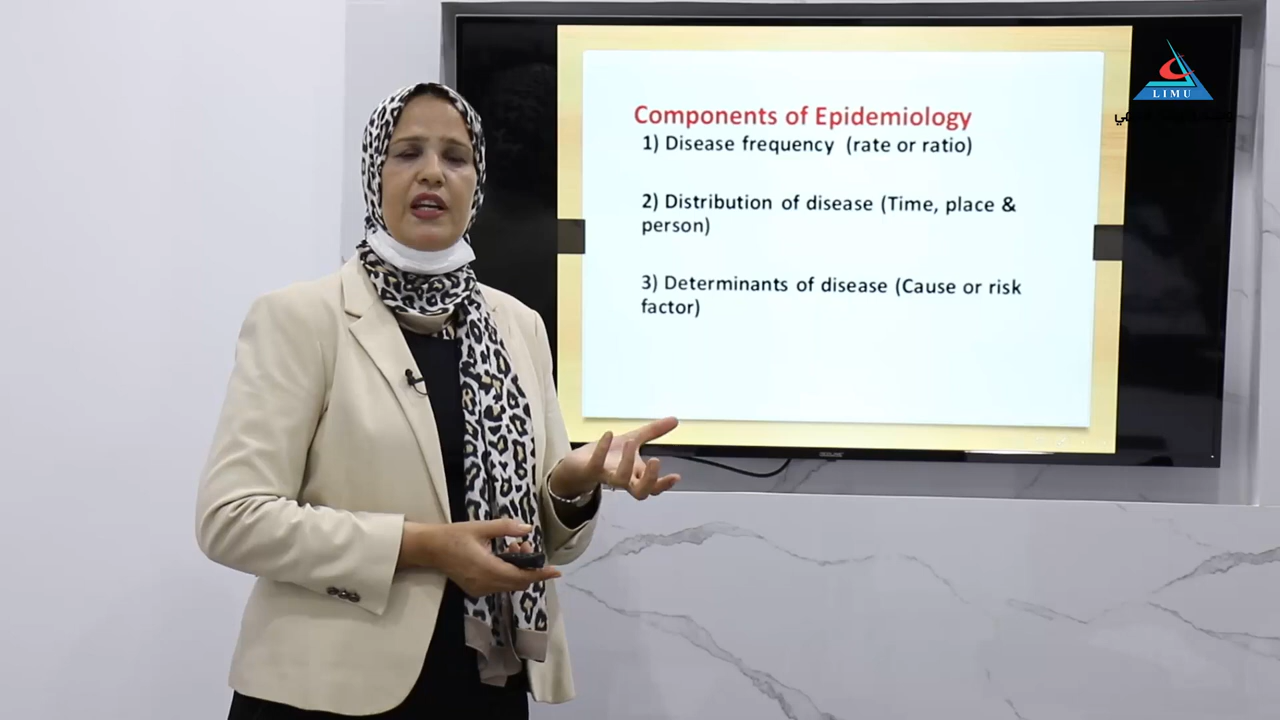 Components of Epidemiology
1) Disease frequency (rate or ratio)
2) Distribution of disease (Time, place &
person)
3) Determinants of disease (Cause or risk
factor)
LIMU